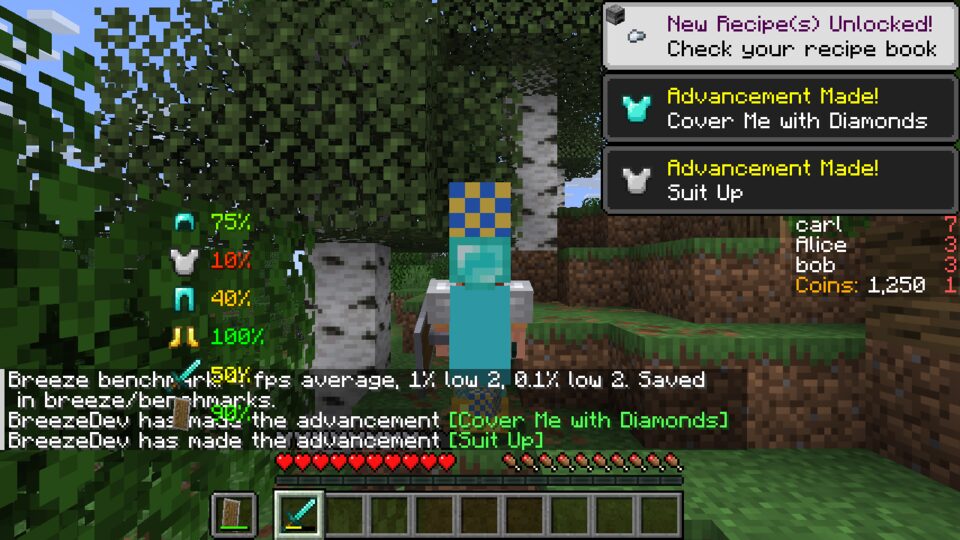 New Recipe(s) Unlocked!
Check your recipe book
Advancement Made!
Cover Me with Diamonds
Advancement Made!
Suit Up
carl 7
Alice 3
bob 3
Coins: 1,250 1
75%
10%
40%
100%
50%
90%
Breeze benchmark: fps average, 1% low 2, 0.1% low 2. Saved
in breeze/benchmarks.
BreezeDev has made the advancement [Cover Me with Diamonds]
BreezeDev has made the advancement [Suit Up]